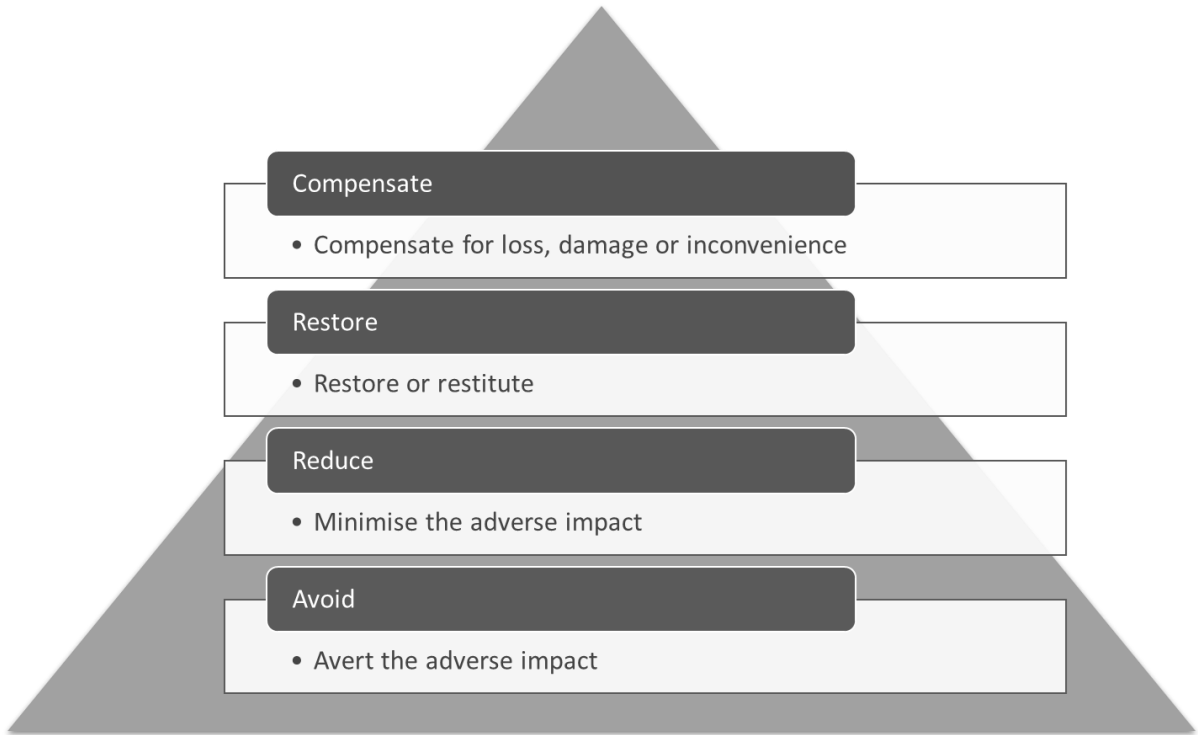 Compensate
• Compensate for loss, damage or inconvenience
Restore
• Restore or restitute
Reduce
• Minimise the adverse impact
Avoid
• Avert the adverse impact